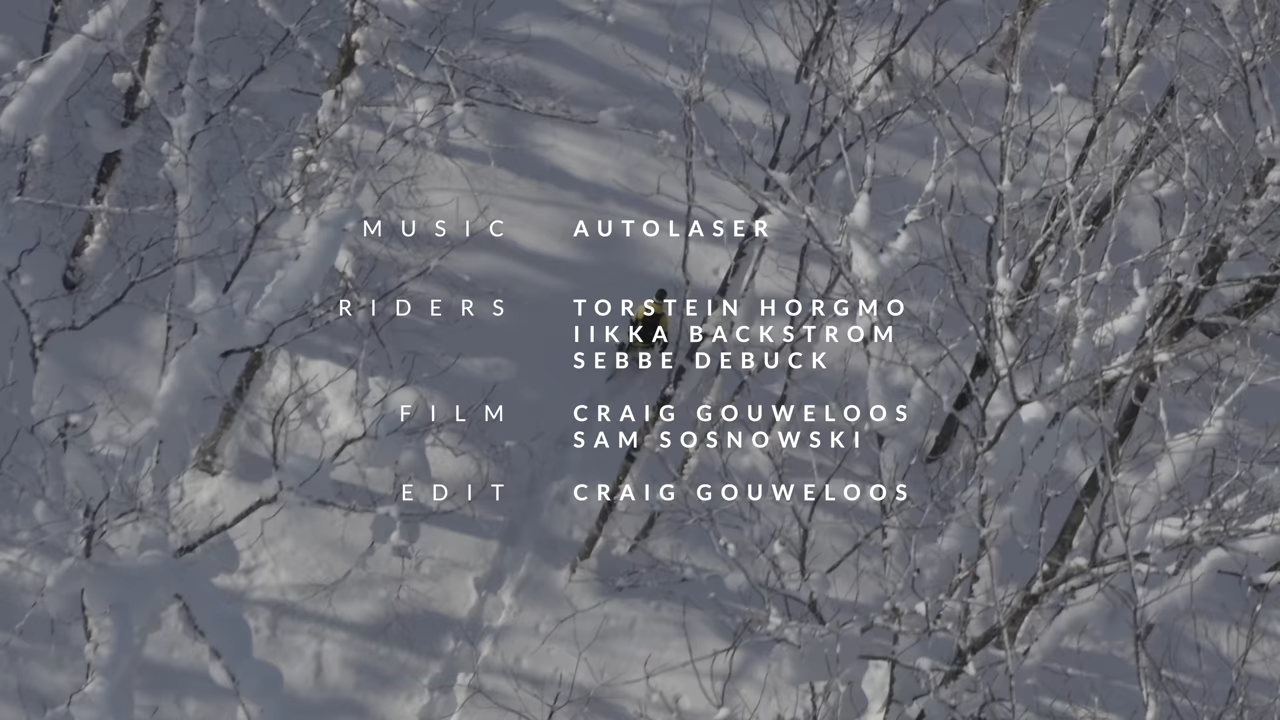 MUSIC AUTOLASER
RIDERS TORSTEIN HORGMO
IIKKA BACKSTROM
SEBBE DEBUCK
FILM CRAIG GOUWELOOS
SAM SOSNOWSKI
EDIT CRAIG GOUWELOOS